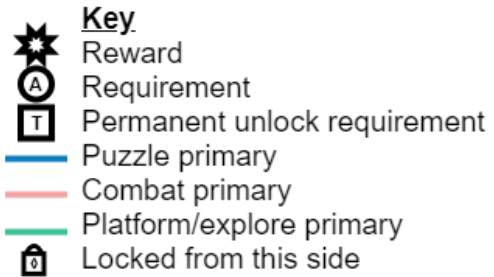 Key
Reward
A Requirement
T Permanent unlock requirement
Puzzle primary
Combat primary
Platform/explore primary
Locked from this side